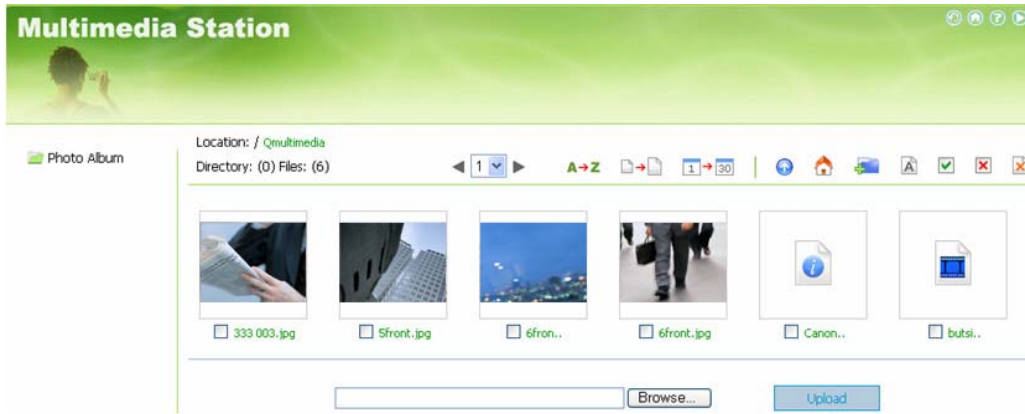 Multimedia Station
Photo Album
Location: / Qmultimedia
Directory: (0) Files: (6)
1
A→Z
1→30
A
333 003.jpg
5front.jpg
6fron..
6front.jpg
Canon..
butsi..
Browse...
Upload